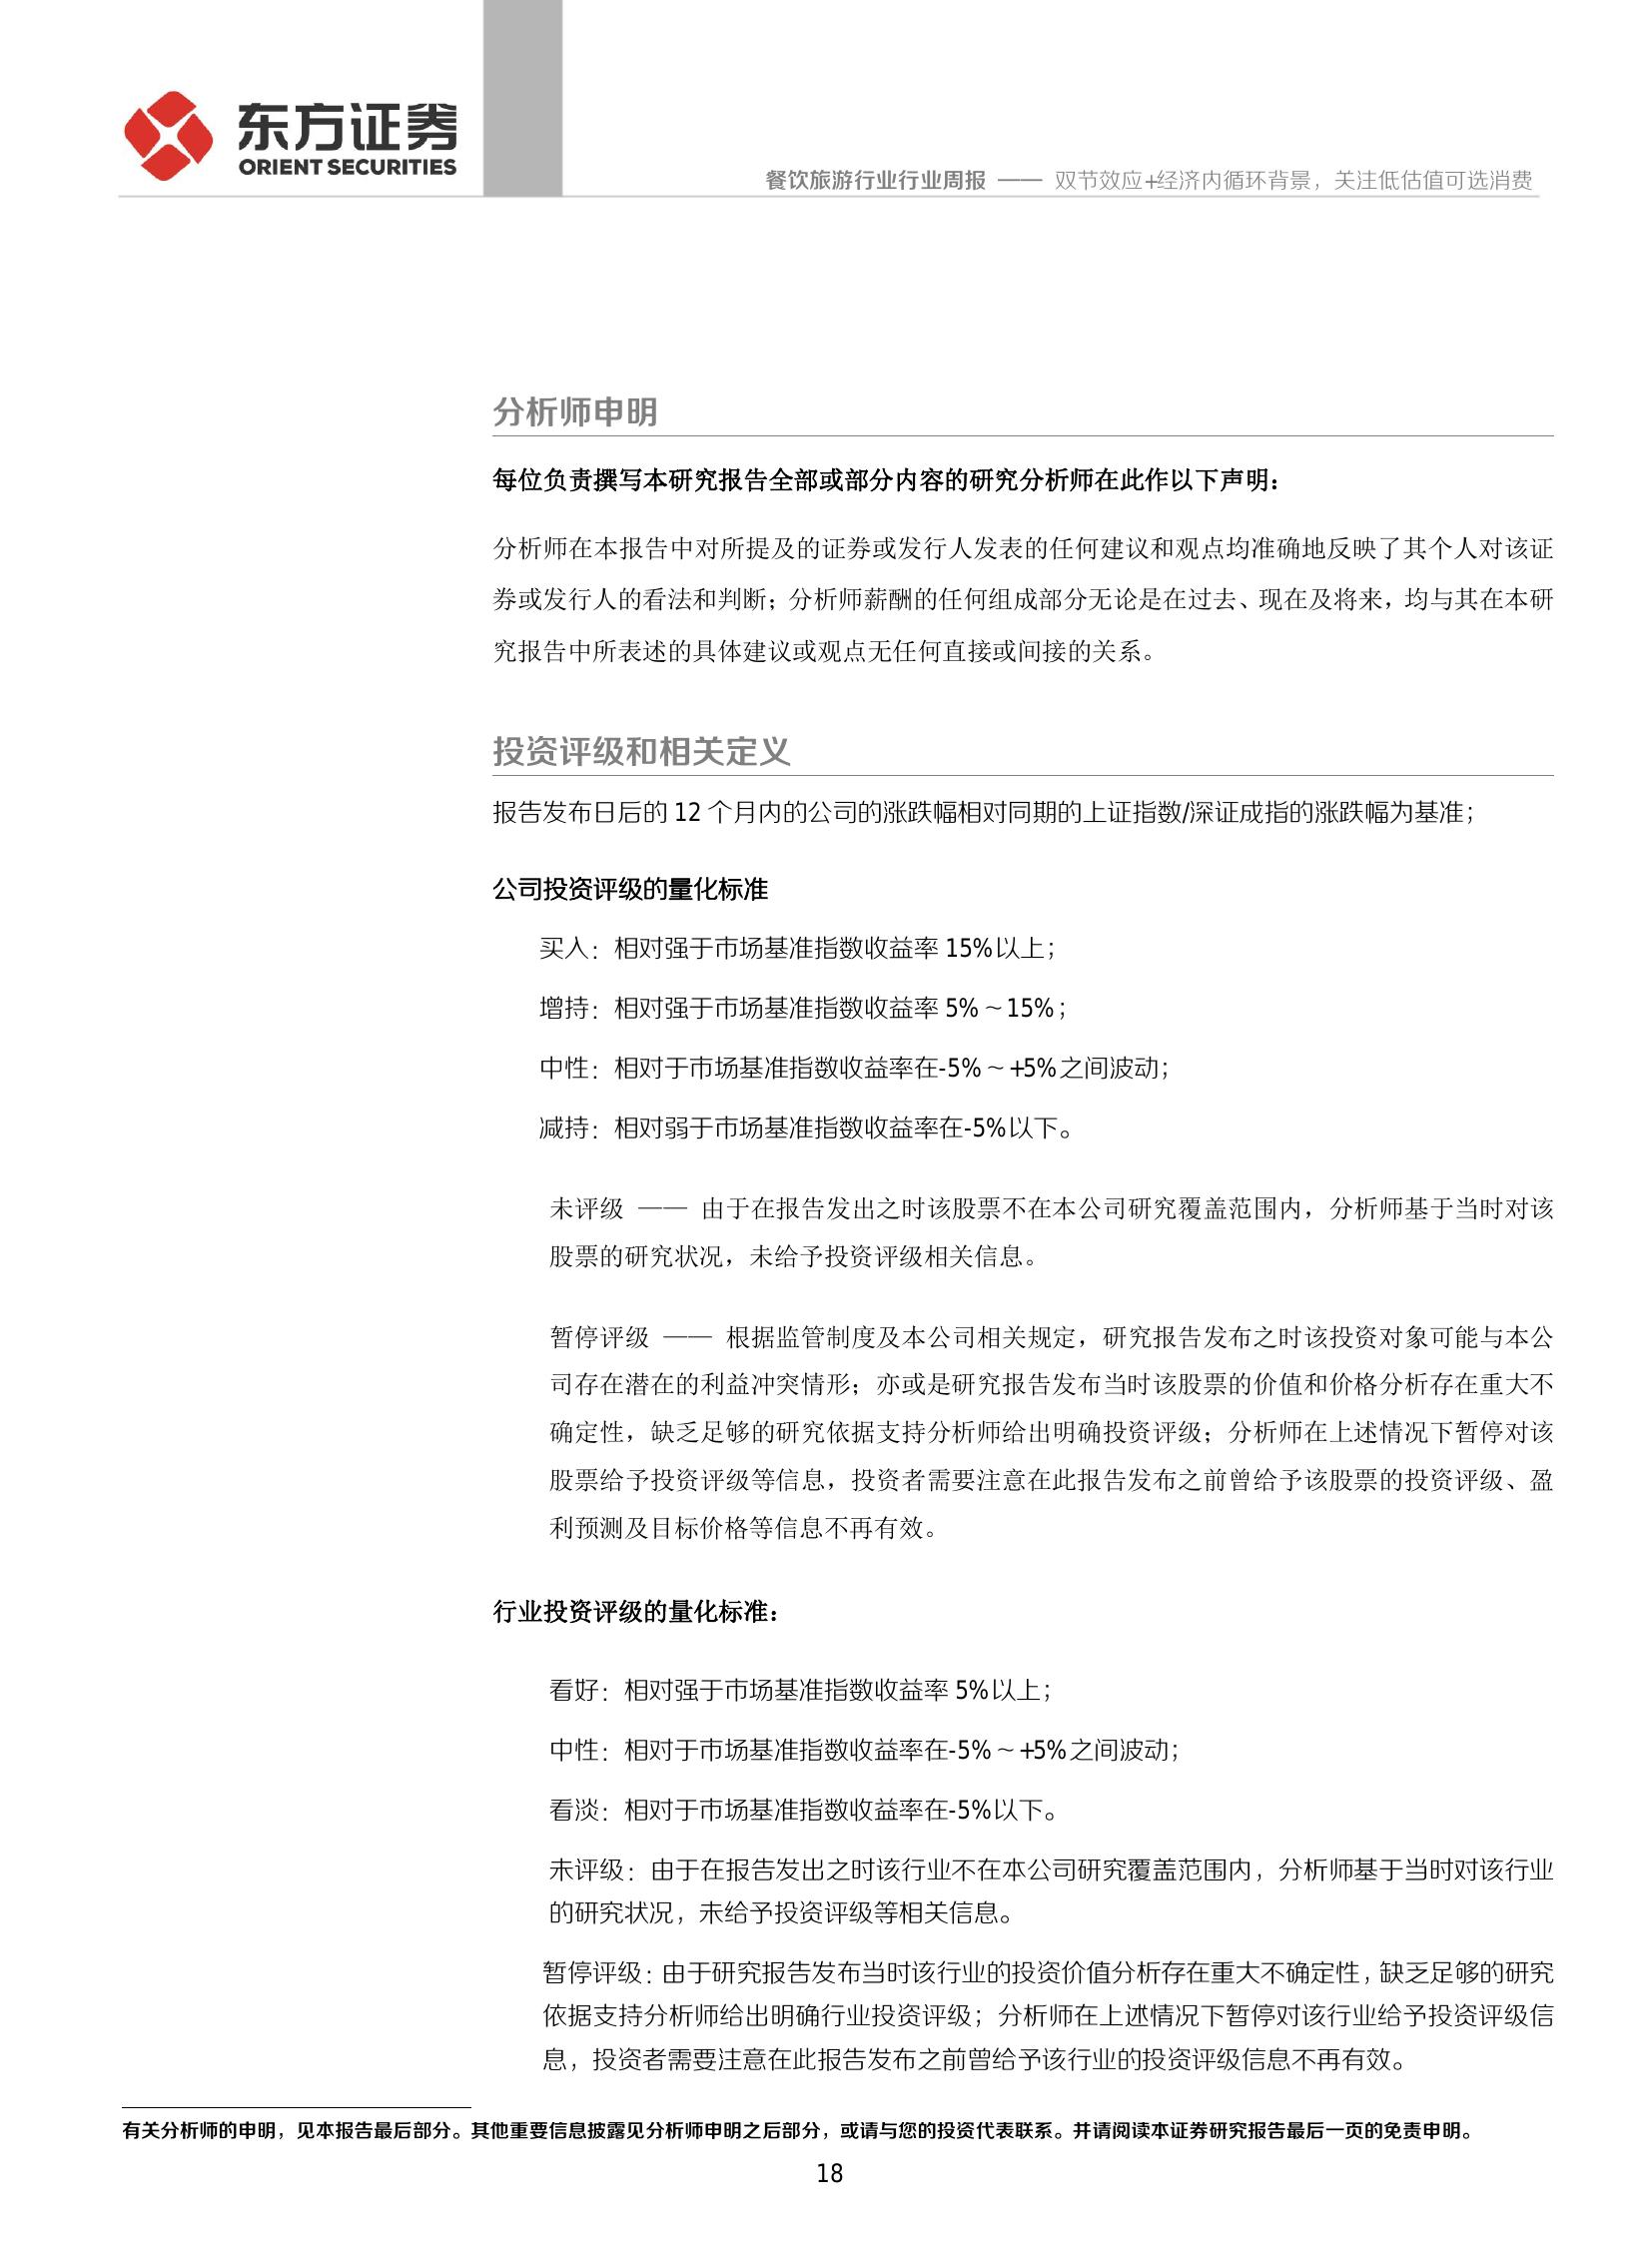 东方证券
ORIENT SECURITIES
餐饮旅游行业行业周报 —— 双节效应+经济内循环背景，关注低估值可选消费
分析师申明
每位负责撰写本研究报告全部或部分内容的研究分析师在此作以下声明：
分析师在本报告中对所提及的证券或发行人发表的任何建议和观点均准确地反映了其个人对该证
券或发行人的看法和判断；分析师薪酬的任何组成部分无论是在过去、现在及将来，均与其在本研
究报告中所表述的具体建议或观点无任何直接或间接的关系。
投资评级和相关定义
报告发布日后的 12 个月内的公司的涨跌幅相对同期的上证指数/深证成指的涨跌幅为基准；
公司投资评级的量化标准
买入：相对强于市场基准指数收益率 15%以上；
增持：相对强于市场基准指数收益率 5%～15%；
中性：相对于市场基准指数收益率在-5%～+5%之间波动；
减持：相对弱于市场基准指数收益率在-5%以下。
未评级 —— 由于在报告发出之时该股票不在本公司研究覆盖范围内，分析师基于当时对该
股票的研究状况，未给予投资评级相关信息。
暂停评级 —— 根据监管制度及本公司相关规定，研究报告发布之时该投资对象可能与本公
司存在潜在的利益冲突情形；亦或是研究报告发布当时该股票的价值和价格分析存在重大不
确定性，缺乏足够的研究依据支持分析师给出明确投资评级；分析师在上述情况下暂停对该
股票给予投资评级等信息，投资者需要注意在此报告发布之前曾给予该股票的投资评级、盈
利预测及目标价格等信息不再有效。
行业投资评级的量化标准：
看好：相对强于市场基准指数收益率 5%以上；
中性：相对于市场基准指数收益率在-5%～+5%之间波动；
看淡：相对于市场基准指数收益率在-5%以下。
未评级：由于在报告发出之时该行业不在本公司研究覆盖范围内，分析师基于当时对该行业
的研究状况，未给予投资评级等相关信息。
暂停评级：由于研究报告发布当时该行业的投资价值分析存在重大不确定性，缺乏足够的研究
依据支持分析师给出明确行业投资评级；分析师在上述情况下暂停对该行业给予投资评级信
息，投资者需要注意在此报告发布之前曾给予该行业的投资评级信息不再有效。
有关分析师的申明，见本报告最后部分。其他重要信息披露见分析师申明之后部分，或请与您的投资代表联系。并请阅读本证券研究报告最后一页的免责申明。
18